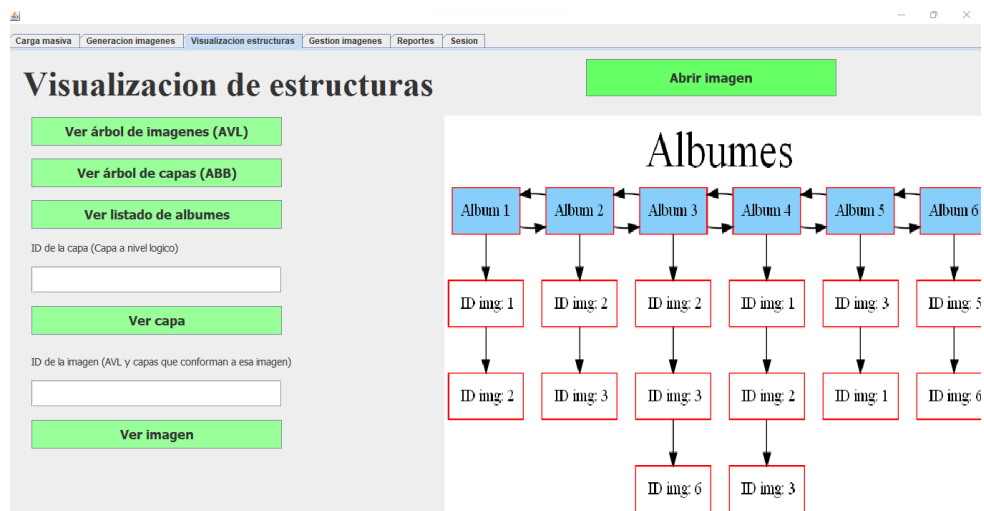 Carga masiva Generacion imagenes Visualizacion estructuras Gestion imagenes Reportes Sesion
Visualizacion de estructuras
Abrir imagen
Ver árbol de imagenes (AVL)
Ver árbol de capas (ABB)
Ver listado de albumes
ID de la capa (Capa a nivel logico)
Ver capa
ID de la imagen (AVL y capas que conforman a esa imagen)
Ver imagen
Albumes
Album 1 Album 2 Album 3 Album 4 Album 5 Album 6
ID img: 1 ID img: 2 ID img: 2 ID img: 1 ID img: 3 ID img: 5
ID img: 2 ID img: 3 ID img: 3 ID img: 2 ID img: 1 ID img: 6
ID img: 6 ID img: 3